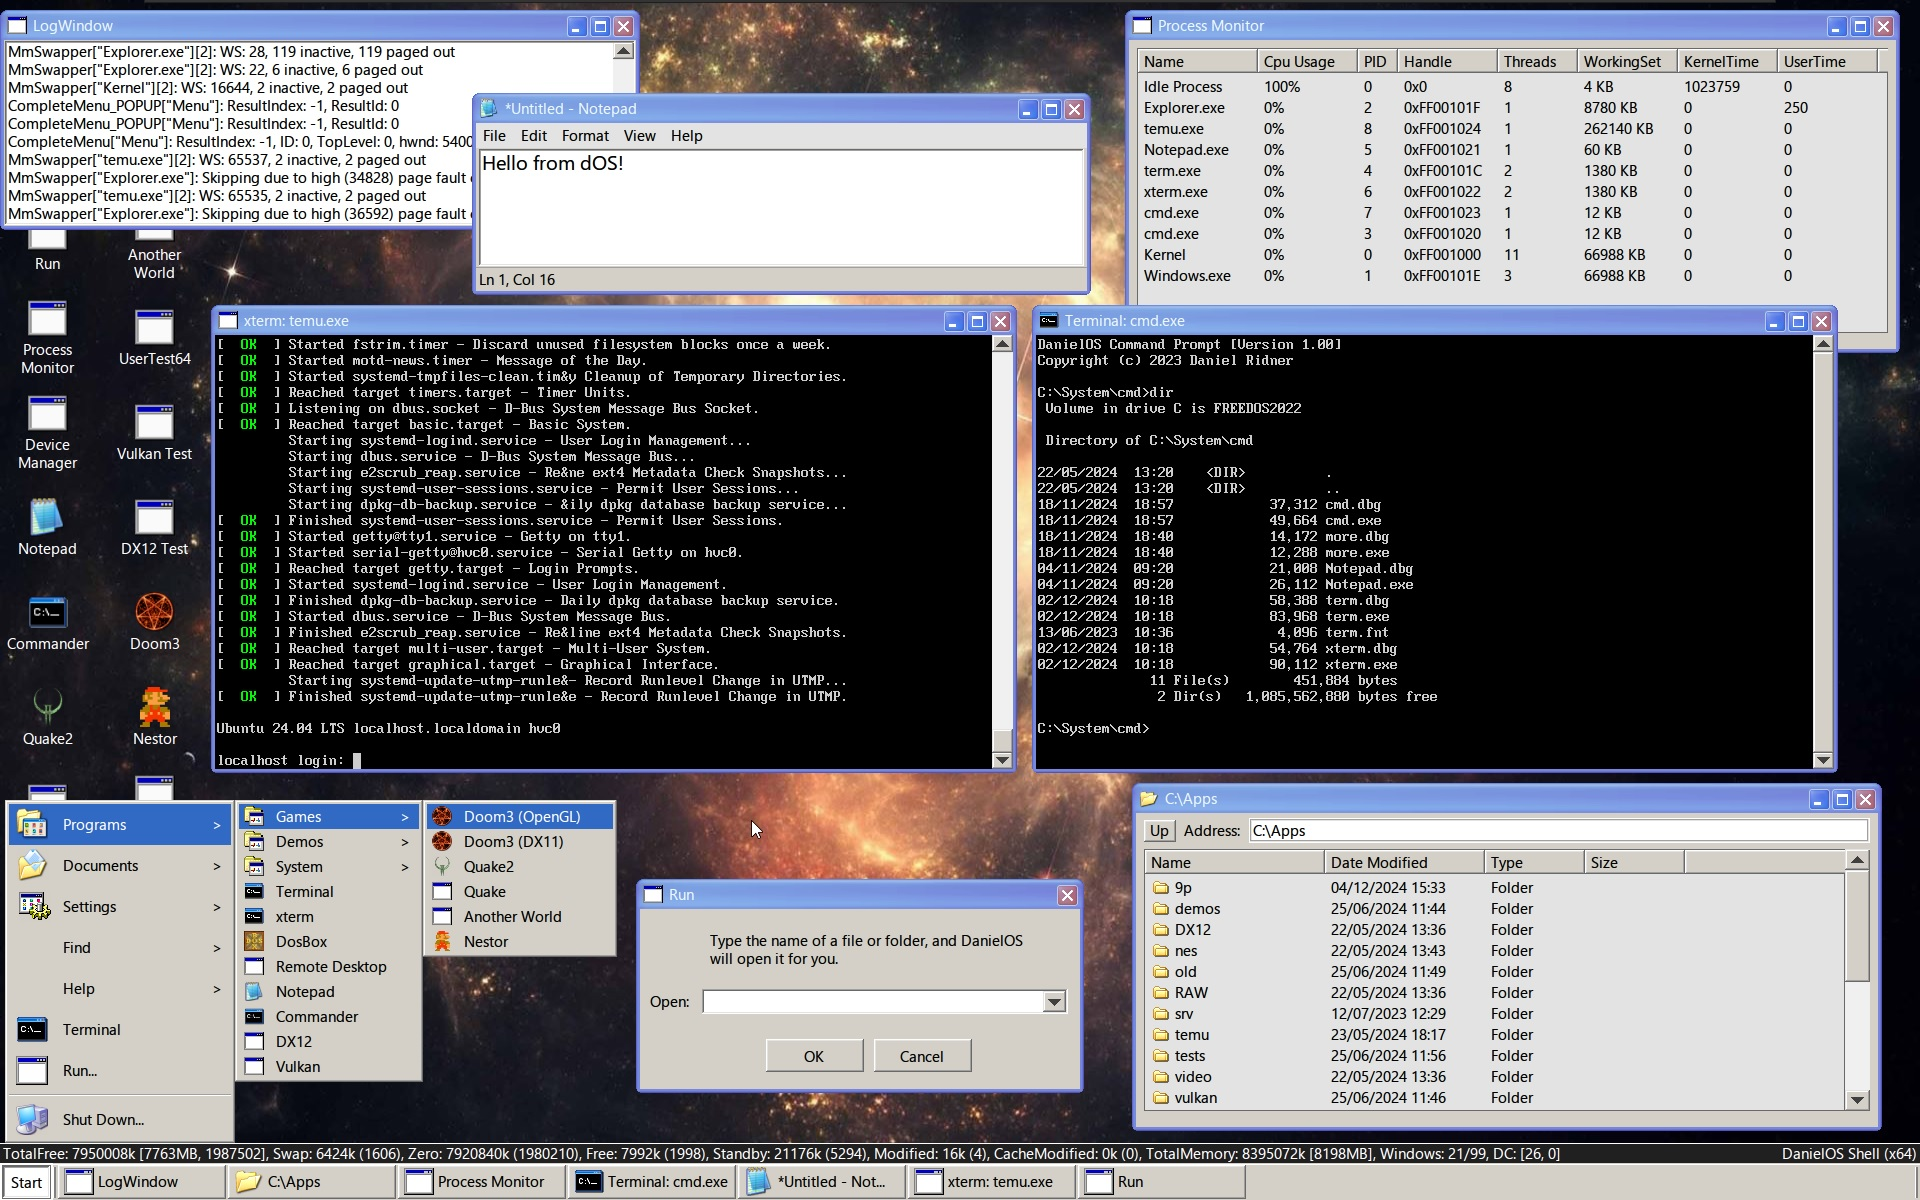 LogWindow
MmSwapper["Explorer.exe"][2]: WS: 28, 119 inactive, 119 paged out
MmSwapper["Explorer.exe"][2]: WS: 22, 6 inactive, 6 paged out
MmSwapper["Kernel"][2]: WS: 16644, 2 inactive, 2 paged out
CompleteMenu_POPUP["Menu"]: ResultIndex: -1, ResultId: 0
CompleteMenu_POPUP["Menu"]: ResultIndex: -1, ResultId: 0
CompleteMenu["Menu"]: ResultIndex: -1, ID: 0, TopLevel: 0, hwnd: 5400
MmSwapper["temu.exe"][2]: WS: 65537, 2 inactive, 2 paged out
MmSwapper["Explorer.exe"]: Skipping due to high (34828) page fault
MmSwapper["temu.exe"][2]: WS: 65535, 2 inactive, 2 paged out
MmSwapper["Explorer.exe"]: Skipping due to high (36592) page fault
*Untitled - Notepad
File Edit Format View Help
Hello from dOS!
Ln 1, Col 16
Process Monitor
Name Cpu Usage PID Handle Threads WorkingSet KernelTime UserTime
Idle Process 100% 0 0x0 8 4 KB 1023759 0
Explorer.exe 0% 2 0xFF00101F 1 8780 KB 0 250
temu.exe 0% 8 0xFF001024 1 262140 KB 0 0
Notepad.exe 0% 5 0xFF001021 1 60 KB 0 0
term.exe 0% 4 0xFF00101C 2 1380 KB 0 0
xterm.exe 0% 6 0xFF001022 2 1380 KB 0 0
cmd.exe 0% 7 0xFF001023 1 12 KB 0 0
cmd.exe 0% 3 0xFF001020 1 12 KB 0 0
Kernel 0% 0 0xFF001000 11 66988 KB 0 0
Windows.exe 0% 1 0xFF00101E 3 66988 KB 0 0
Run
Another
World
Process
Monitor
UserTest64
Device
Manager
Vulkan Test
Notepad
DX12 Test
Commander
Doom3
Quake2
Nestor
xterm: temu.exe
[ OK ] Started fstrim.timer - Discard unused filesystem blocks once a week.
[ OK ] Started motd-news.timer - Message of the Day.
[ OK ] Started systemd-tmpfiles-clean.tim&y Cleanup of Temporary Directories.
[ OK ] Reached target timers.target - Timer Units.
[ OK ] Listening on dbus.socket - D-Bus System Message Bus Socket.
[ OK ] Reached target basic.target - Basic System.
Starting systemd-logind.service - User Login Management...
Starting dbus.service - D-Bus System Message Bus...
Starting e2scrub_reap.service - Re&ne ext4 Metadata Check Snapshots...
Starting systemd-user-sessions.service - Permit User Sessions...
Starting dpkg-db-backup.service - &ily dpkg database backup service...
[ OK ] Finished systemd-user-sessions.service - Permit User Sessions.
[ OK ] Started getty@tty1.service - Getty on tty1.
[ OK ] Started serial-getty@hvc0.service - Serial Getty on hvc0.
[ OK ] Reached target getty.target - Login Prompts.
[ OK ] Started systemd-logind.service - User Login Management.
[ OK ] Finished dpkg-db-backup.service - Daily dpkg database backup service.
[ OK ] Started dbus.service - D-Bus System Message Bus.
[ OK ] Finished e2scrub_reap.service - Re&line ext4 Metadata Check Snapshots.
[ OK ] Reached target multi-user.target - Multi-User System.
[ OK ] Reached target graphical.target - Graphical Interface.
Starting systemd-update-utmp-runle&- Record Runlevel Change in UTMP...
[ OK ] Finished systemd-update-utmp-runle&e - Record Runlevel Change in UTMP.
Ubuntu 24.04 LTS localhost.localdomain hvc0
localhost login:
Terminal: cmd.exe
DanielOS Command Prompt [Version 1.00]
Copyright (c) 2023 Daniel Ridner
C:\System\cmd>dir
Volume in drive C is FREEDOS2022
Directory of C:\System\cmd
22/05/2024 13:20 <DIR> .
22/05/2024 13:20 <DIR> ..
18/11/2024 18:57 37,312 cmd.dbg
18/11/2024 18:57 49,664 cmd.exe
18/11/2024 18:40 14,172 more.dbg
18/11/2024 18:40 12,288 more.exe
04/11/2024 09:20 21,008 Notepad.dbg
04/11/2024 09:20 26,112 Notepad.exe
02/12/2024 10:18 58,388 term.dbg
02/12/2024 10:18 83,968 term.exe
13/06/2023 10:36 4,096 term.fnt
02/12/2024 10:18 54,764 xterm.dbg
02/12/2024 10:18 90,112 xterm.exe
11 File(s) 451,884 bytes
2 Dir(s) 1,085,562,880 bytes free
C:\System\cmd>
Programs >
Documents >
Settings >
Find >
Help >
Terminal
Run...
Shut Down...
Games >
Demos >
System >
Terminal
xterm
DosBox
Remote Desktop
Notepad
Commander
DX12
Vulkan
Doom3 (OpenGL)
Doom3 (DX11)
Quake2
Quake
Another World
Nestor
Run
Type the name of a file or folder, and DanielOS
will open it for you.
Open:
OK Cancel
C:\Apps
Up Address: C:\Apps
Name Date Modified Type Size
9p 04/12/2024 15:33 Folder
demos 25/06/2024 11:44 Folder
DX12 22/05/2024 13:36 Folder
nes 22/05/2024 13:43 Folder
old 25/06/2024 11:49 Folder
RAW 22/05/2024 13:36 Folder
srv 12/07/2023 12:29 Folder
temu 23/05/2024 18:17 Folder
tests 25/06/2024 11:56 Folder
video 22/05/2024 13:36 Folder
vulkan 25/06/2024 11:46 Folder
TotalFree: 7950008k [7763MB, 1987502], Swap: 6424k (1606), Zero: 7920840k (1980210), Free: 7992k (1998), Standby: 21176k (5294), Modified: 16k (4), CacheModified: 0k (0), TotalMemory: 8395072k [8198MB], Windows: 21/99, DC: [26, 0] DanielOS Shell (x64)
Start LogWindow C:\Apps Process Monitor Terminal: cmd.exe *Untitled - Not... xterm: temu.exe Run